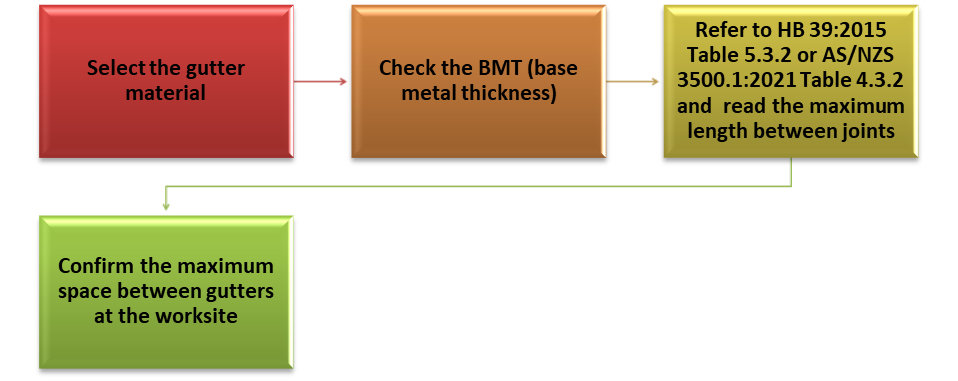 Select the gutter
material
Check the BMT (base
metal thickness)
Refer to HB 39:2015
Table 5.3.2 or AS/NZS
3500.1:2021 Table 4.3.2
and  read the maximum
length between joints
Confirm the maximum
space between gutters
at the worksite